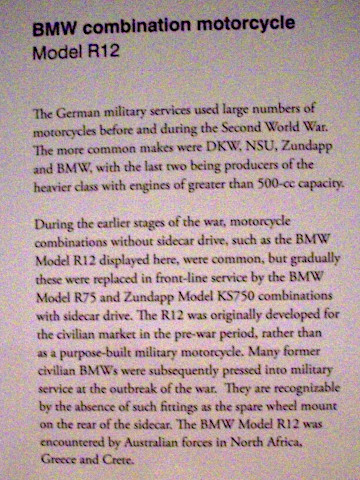 BMW combination motorcycle
Model R12
The German military services used large numbers of
motorcycles before and during the Second World War.
The more common makes were DKW, NSU, Zundapp
and BMW, with the last two being producers of the
heavier class with engines of greater than 500-cc capacity.
During the earlier stages of the war, motorcycle
combinations without sidecar drive, such as the BMW
Model R12 displayed here, were common, but gradually
these were replaced in front-line service by the BMW
Model R75 and Zundapp Model KS750 combinations
with sidecar drive. The R12 was originally developed for
the civilian market in the pre-war period, rather than
as a purpose-built military motorcycle. Many former
civilian BMWs were subsequently pressed into military
service at the outbreak of the war. They are recognizable
by the absence of such fittings as the spare wheel mount
on the rear of the sidecar. The BMW Model R12 was
encountered by Australian forces in North Africa,
Greece and Crete.